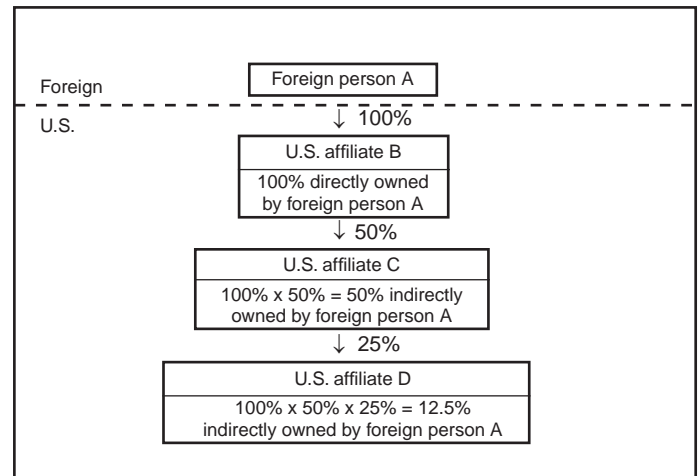 Foreign person A
Foreign
U.S.
↓ 100%
U.S. affiliate B
100% directly owned
by foreign person A
↓ 50%
U.S. affiliate C
100% x 50% = 50% indirectly
owned by foreign person A
↓ 25%
U.S. affiliate D
100% x 50% x 25% = 12.5%
indirectly owned by foreign person A